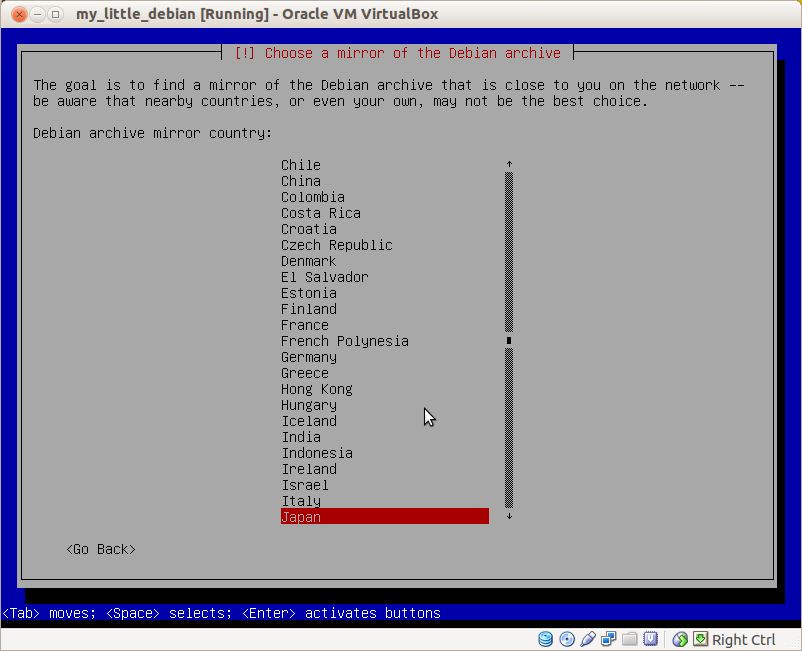 my_little_debian [Running] - Oracle VM VirtualBox
[!] Choose a mirror of the Debian archive
The goal is to find a mirror of the Debian archive that is close to you on the network --
be aware that nearby countries, or even your own, may not be the best choice.
Debian archive mirror country:
Chile
China
Colombia
Costa Rica
Croatia
Czech Republic
Denmark
El Salvador
Estonia
Finland
France
French Polynesia
Germany
Greece
Hong Kong
Hungary
Iceland
India
Indonesia
Ireland
Israel
Italy
Japan
<Go Back>
<Tab> moves; <Space> selects; <Enter> activates buttons
Right Ctrl